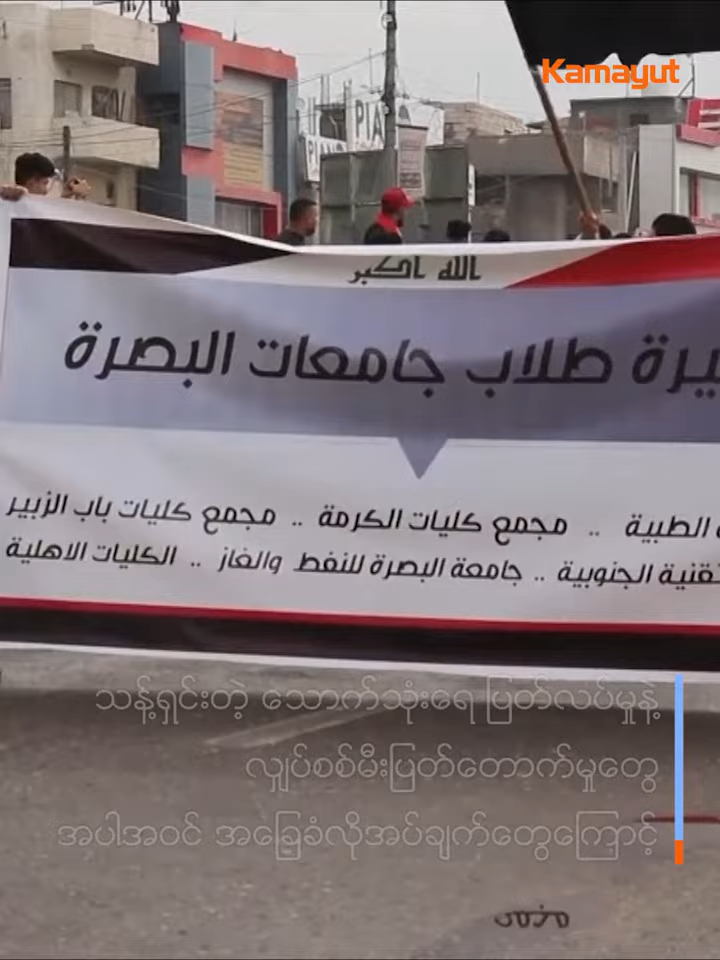 Kamayut
PIA
PIANO
الله اكبر
يرة طلاب جامعات البصرة
الطبية .. مجمع كليات الكرمة .. مجمع كليات باب الزبير
تقنية الجنوبية .. جامعة البصرة للنفط والغاز .. الكليات الاهلية
သန့်ရှင်းတဲ့ သောက်သုံးရေ ပြတ်လပ်မှုနဲ့
လျှပ်စစ်မီးပြတ်တောက်မှုတွေ
အပါအဝင် အခြေခံလိုအပ်ချက်တွေကြောင့်